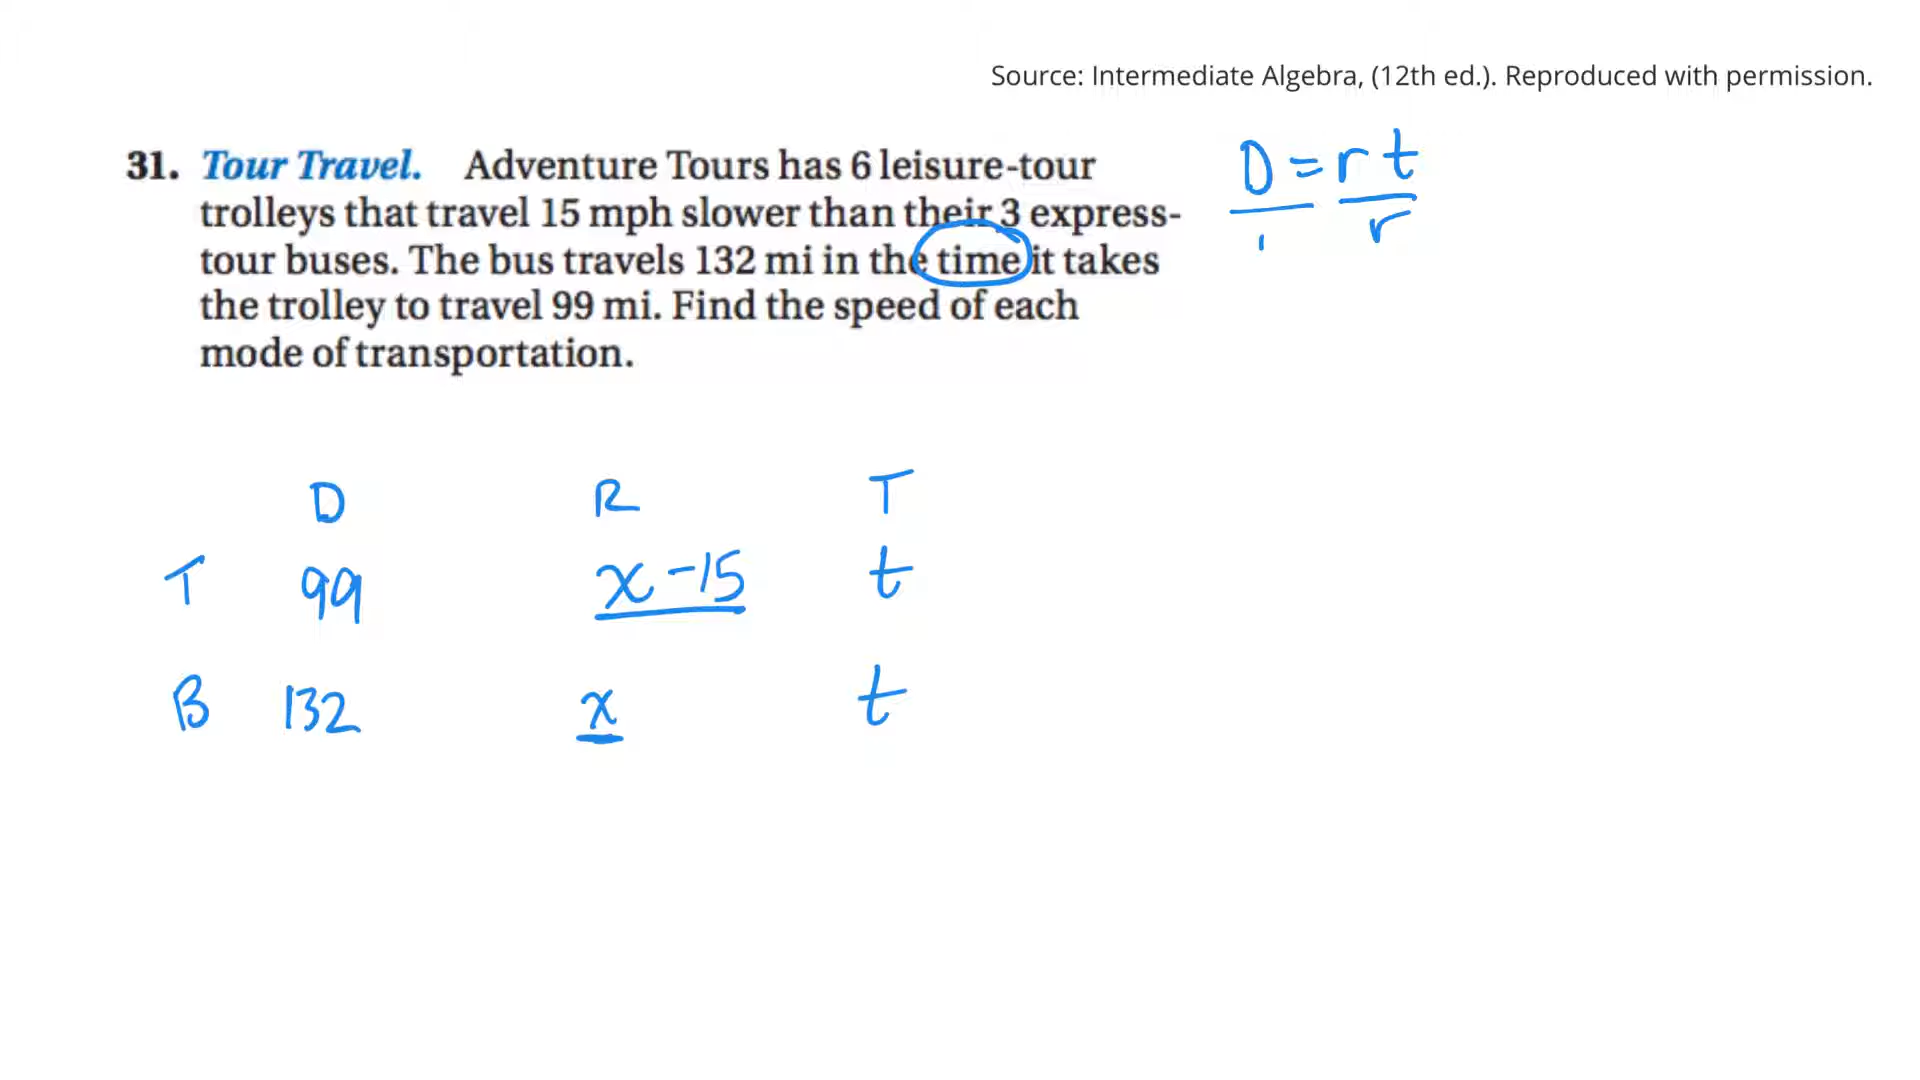 Source: Intermediate Algebra, (12th ed.). Reproduced with permission.
31. Tour Travel. Adventure Tours has 6 leisure-tour
trolleys that travel 15 mph slower than their 3 express-
tour buses. The bus travels 132 mi in the time it takes
the trolley to travel 99 mi. Find the speed of each
mode of transportation.
D = r t
r
D R T
T 99 x - 15 t
B 132 x t